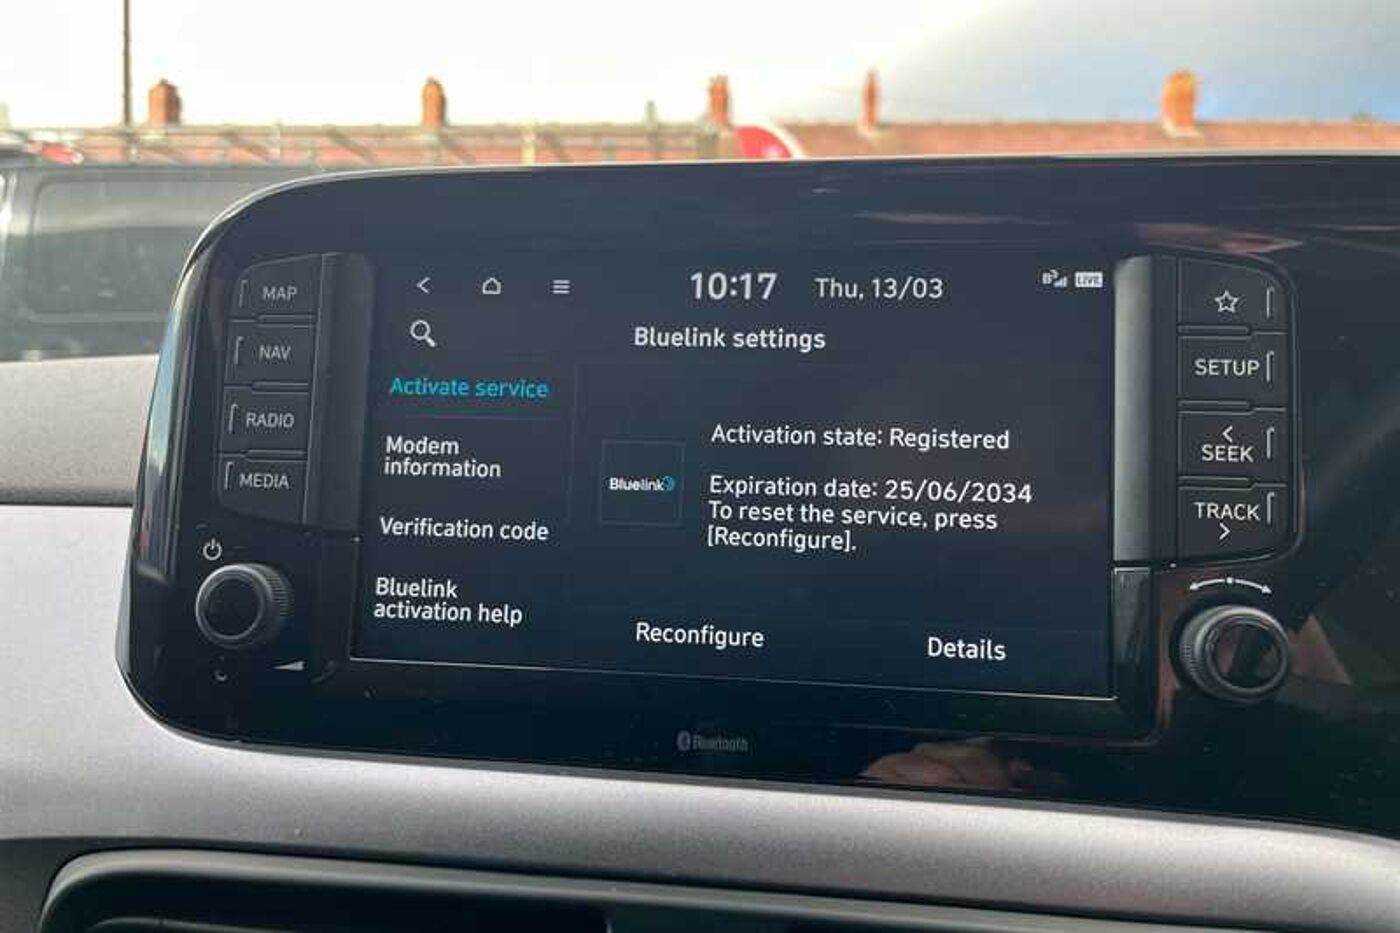 MAP
NAV
RADIO
MEDIA
10:17 Thu, 13/03
LIVE
Bluelink settings
Activate service
Modem
information
Verification code
Bluelink
activation help
Bluelink
Activation state: Registered
Expiration date: 25/06/2034
To reset the service, press
[Reconfigure].
Reconfigure
Details
SETUP
<
SEEK
TRACK
>
Bluetooth